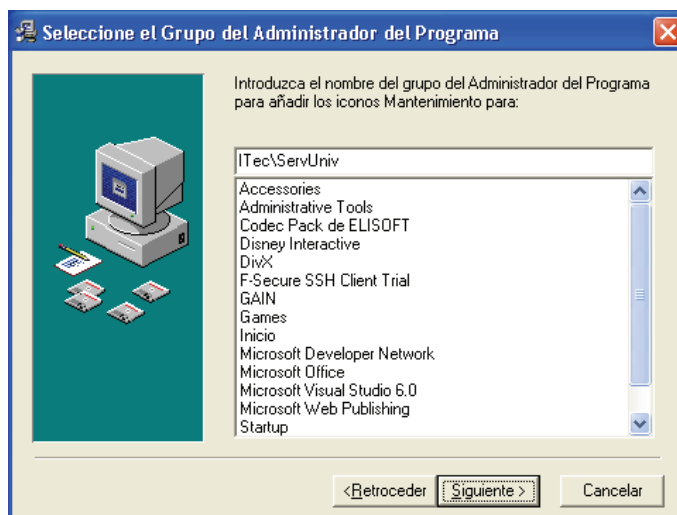 Seleccione el Grupo del Administrador del Programa
Introduzca el nombre del grupo del Administrador del Programa
para añadir los iconos Mantenimiento para:
ITec\ServUniv
Accessories
Administrative Tools
Codec Pack de ELISOFT
Disney Interactive
DivX
F-Secure SSH Client Trial
GAIN
Games
Inicio
Microsoft Developer Network
Microsoft Office
Microsoft Visual Studio 6.0
Microsoft Web Publishing
Startup
<Retroceder Siguiente > Cancelar